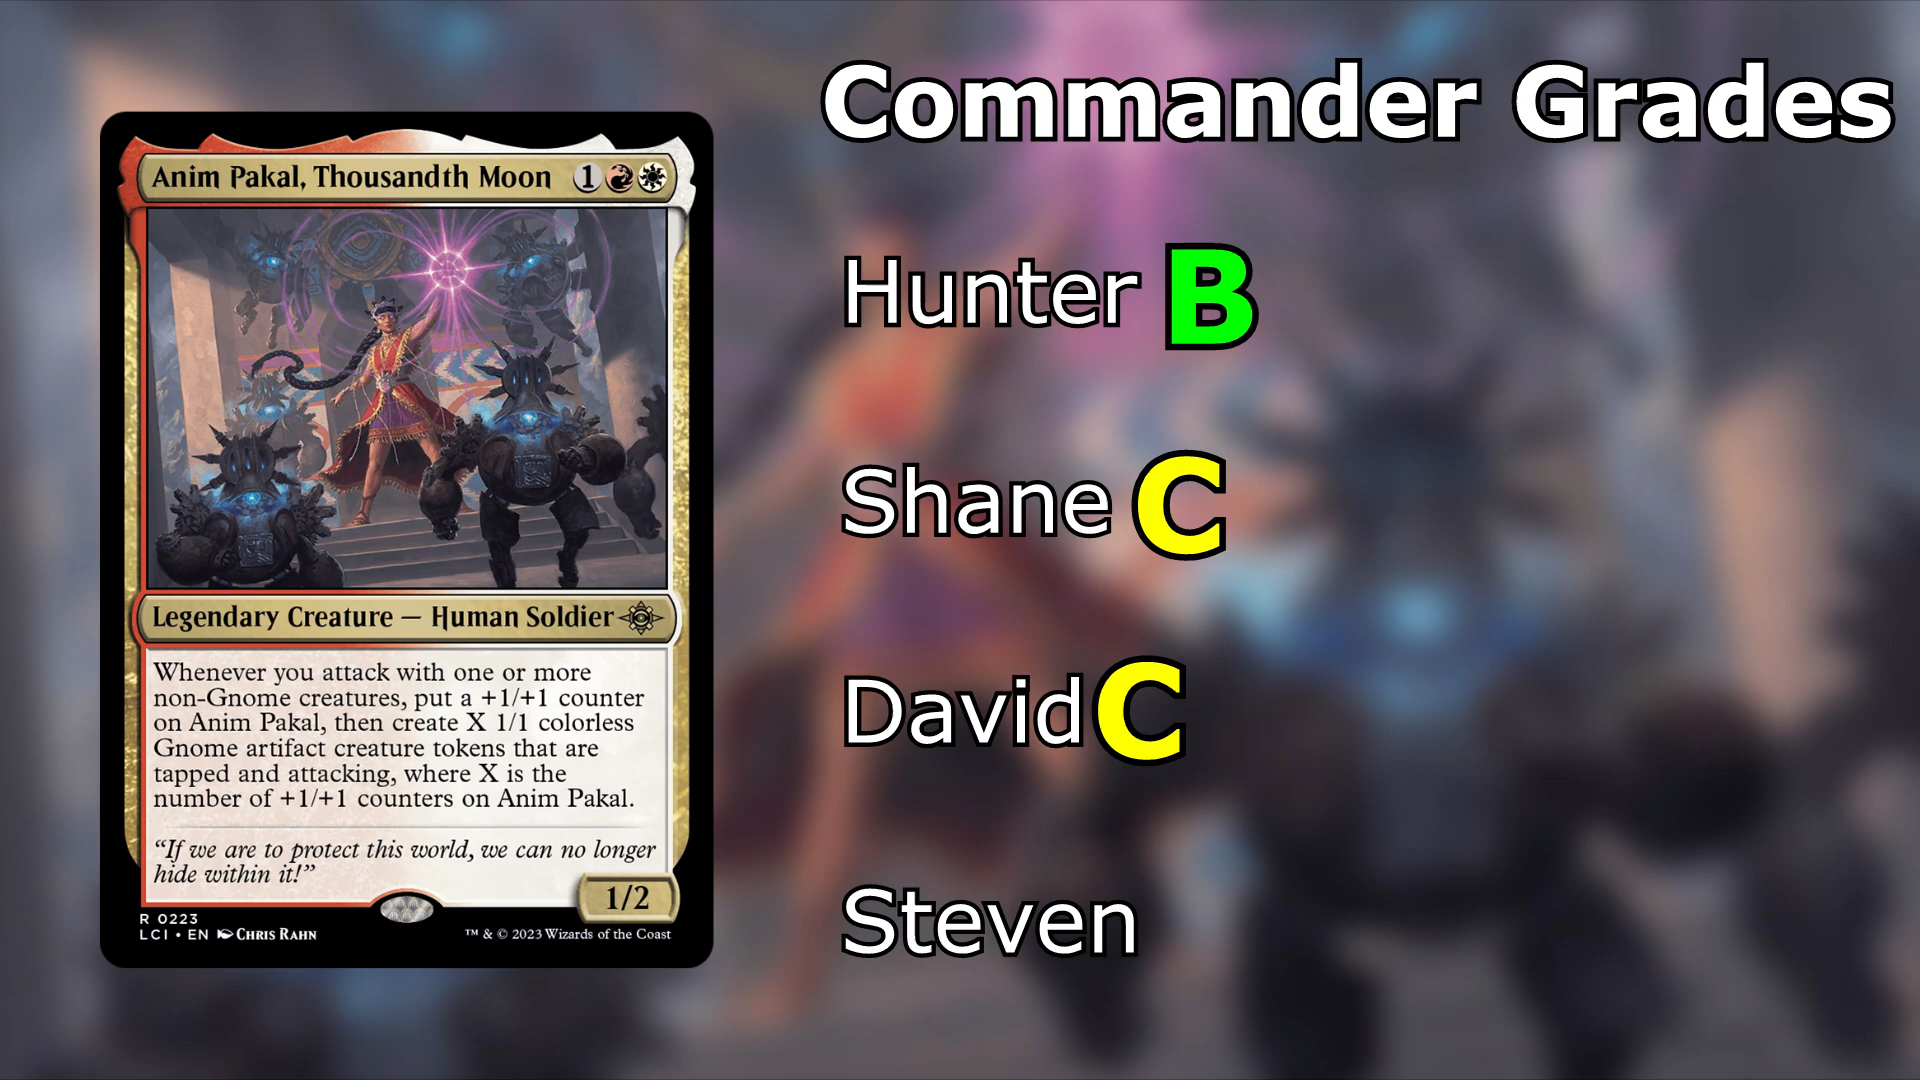 Commander Grades
Anim Pakal, Thousandth Moon 1
Legendary Creature — Human Soldier
Whenever you attack with one or more
non-Gnome creatures, put a +1/+1 counter
on Anim Pakal, then create X 1/1 colorless
Gnome artifact creature tokens that are
tapped and attacking, where X is the
number of +1/+1 counters on Anim Pakal.
“If we are to protect this world, we can no longer
hide within it!”
1/2
R 0223
LCI • EN Chris Rahn
™ & © 2023 Wizards of the Coast
Hunter B
Shane C
David C
Steven